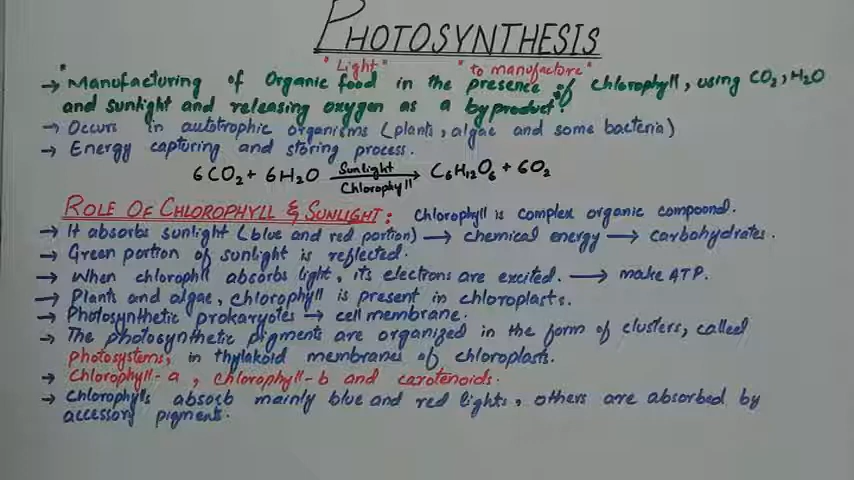 PHOTOSYNTHESIS
"Light" "to manufacture"
→ Manufacturing of Organic food in the presence of chlorophyll, using CO₂, H₂O
and sunlight and releasing oxygen as a byproduct.
→ Occurs in autotrophic organisms (plants, algae and some bacteria)
→ Energy capturing and storing process.
6CO₂ + 6H₂O Sunlight → C₆H₁₂O₆ + 6O₂
Chlorophyll
ROLE OF CHLOROPHYLL & SUNLIGHT: Chlorophyll is complex organic compound.
→ It absorbs sunlight (blue and red portion) → chemical energy → carbohydrates.
→ Green portion of sunlight is reflected.
→ When chlorophll absorbs light, its electrons are excited. → make ATP.
→ Plants and algae, chlorophyll is present in chloroplasts.
→ Photosynthetic prokaryotes → cell membrane.
→ The photosynthetic pigments are organized in the form of clusters, called
photosystems, in thylakoid membranes of chloroplasts.
→ Chlorophyll-a, chlorophyll-b and carotenoids.
→ Chlorophylls absorb mainly blue and red lights, others are absorbed by
accessory pigments.